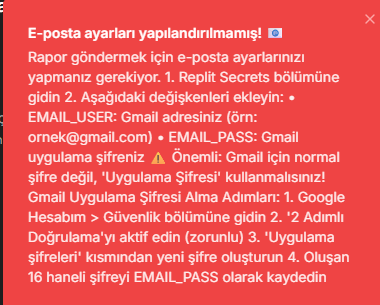 E-posta ayarları yapılandırılmamış! 📧
Rapor göndermek için e-posta ayarlarınızı
yapmanız gerekiyor. 1. Replit Secrets bölümüne
gidin 2. Aşağıdaki değişkenleri ekleyin: •
EMAIL_USER: Gmail adresiniz (örn:
ornek@gmail.com) • EMAIL_PASS: Gmail
uygulama şifreniz ⚠️ Önemli: Gmail için normal
şifre değil, 'Uygulama Şifresi' kullanmalısınız!
Gmail Uygulama Şifresi Alma Adımları: 1. Google
Hesabım > Güvenlik bölümüne gidin 2. '2 Adımlı
Doğrulama'yı aktif edin (zorunlu) 3. 'Uygulama
şifreleri' kısmından yeni şifre oluşturun 4. Oluşan
16 haneli şifreyi EMAIL_PASS olarak kaydedin